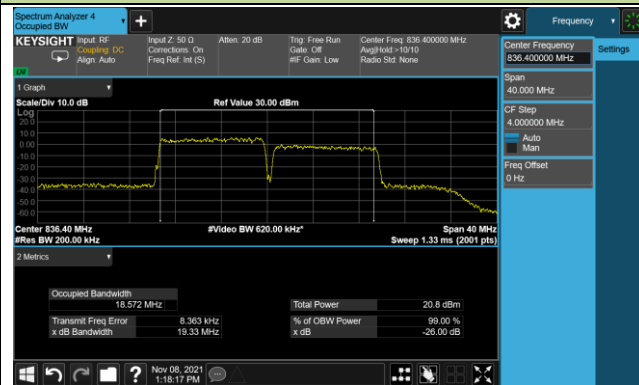 Spectrum Analyzer 4
Occupied BW
Frequency
KEYSIGHT
Input: RF
Coupling: DC
Align: Auto
Input Z: 50 Ω
Corrections: On
Freq Ref: Int (S)
Atten: 20 dB
Trig: Free Run
Gate: Off
#IF Gain: Low
Center Freq: 836.400000 MHz
Avg|Hold:>10/10
Radio Std: None
Center Frequency
836.400000 MHz
Settings
Span
40.000 MHz
CF Step
4.000000 MHz
Auto
Man
Freq Offset
0 Hz
1 Graph
Scale/Div 10.0 dB
Ref Value 30.00 dBm
Log
20.0
10.0
0.00
-10.0
-20.0
-30.0
-40.0
-50.0
-60.0
Center 836.40 MHz
#Video BW 620.00 kHz*
Span 40 MHz
#Res BW 200.00 kHz
Sweep 1.33 ms (2001 pts)
2 Metrics
Occupied Bandwidth
18.572 MHz
Total Power 20.8 dBm
Transmit Freq Error 8.363 kHz
% of OBW Power 99.00 %
x dB Bandwidth 19.33 MHz
x dB -26.00 dB
Nov 08, 2021
1:18:17 PM